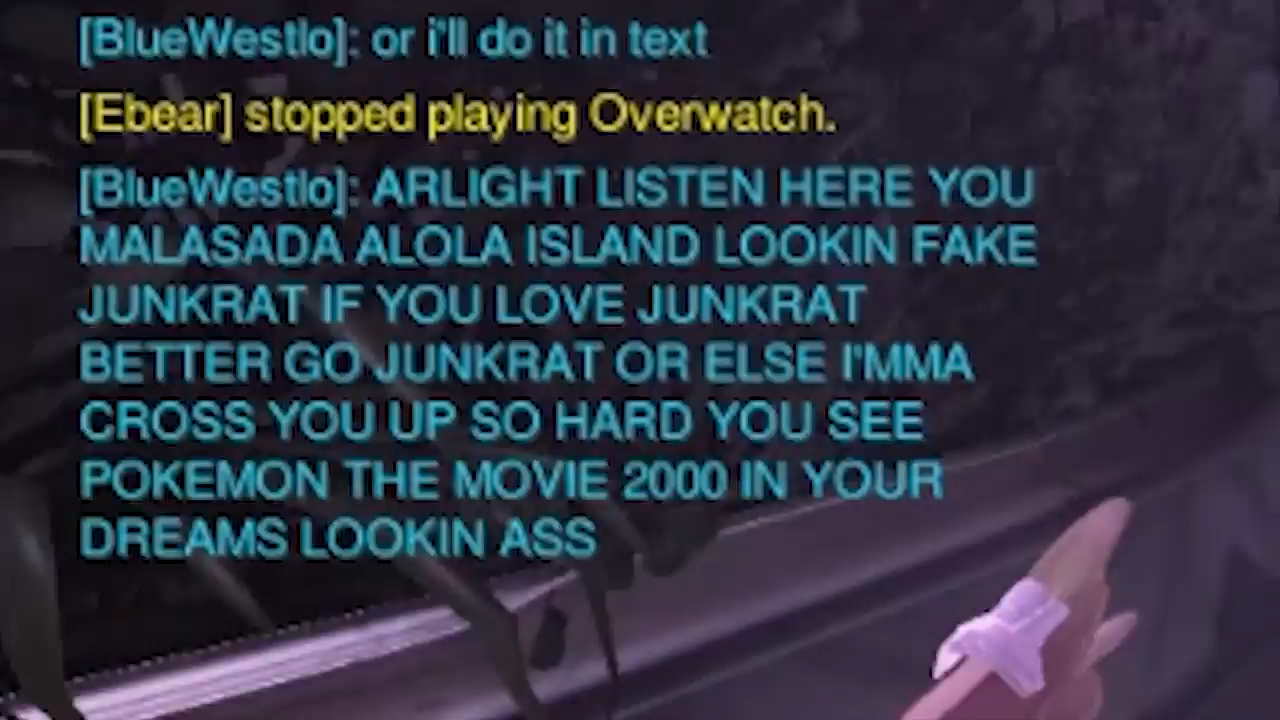 [BlueWestlo]: or i'll do it in text
[Ebear] stopped playing Overwatch.
[BlueWestlo]: ARLIGHT LISTEN HERE YOU
MALASADA ALOLA ISLAND LOOKIN FAKE
JUNKRAT IF YOU LOVE JUNKRAT
BETTER GO JUNKRAT OR ELSE I'MMA
CROSS YOU UP SO HARD YOU SEE
POKEMON THE MOVIE 2000 IN YOUR
DREAMS LOOKIN ASS